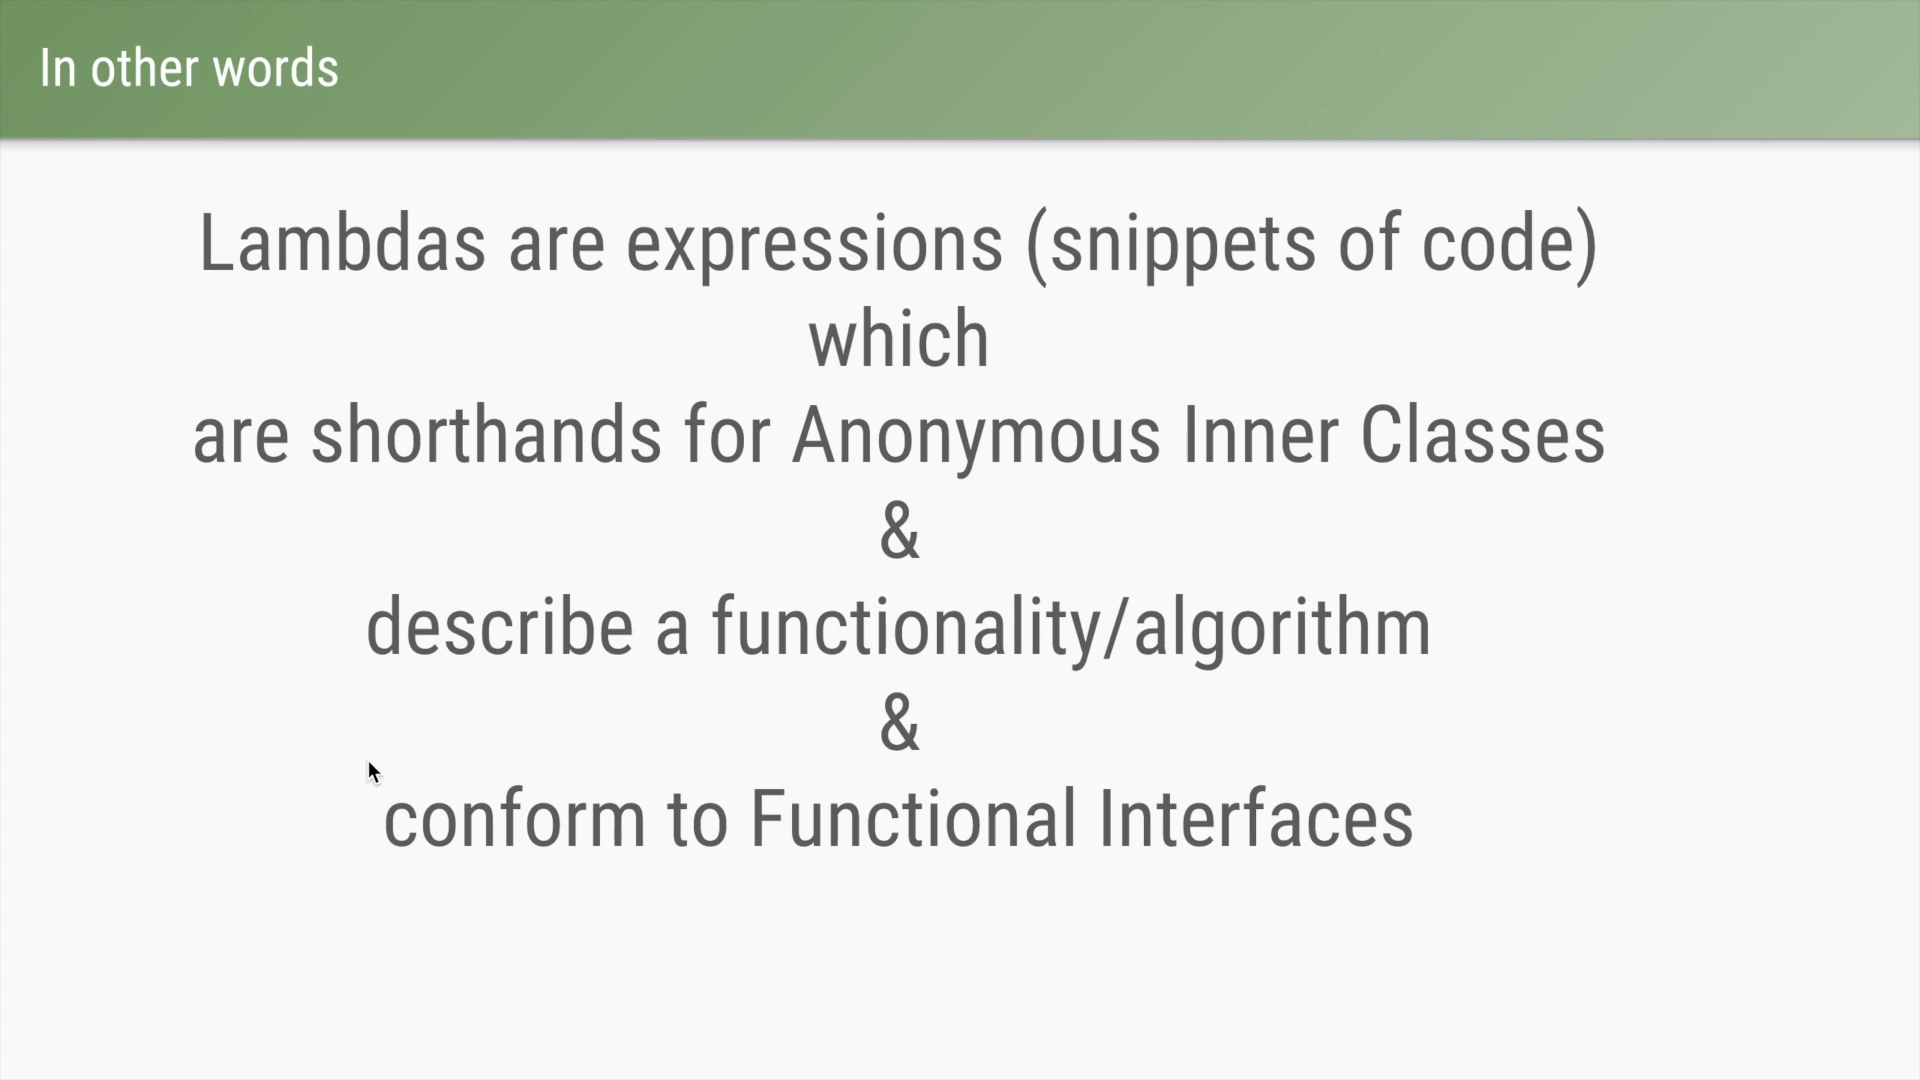 In other words
Lambdas are expressions (snippets of code)
which
are shorthands for Anonymous Inner Classes
&
describe a functionality/algorithm
&
conform to Functional Interfaces